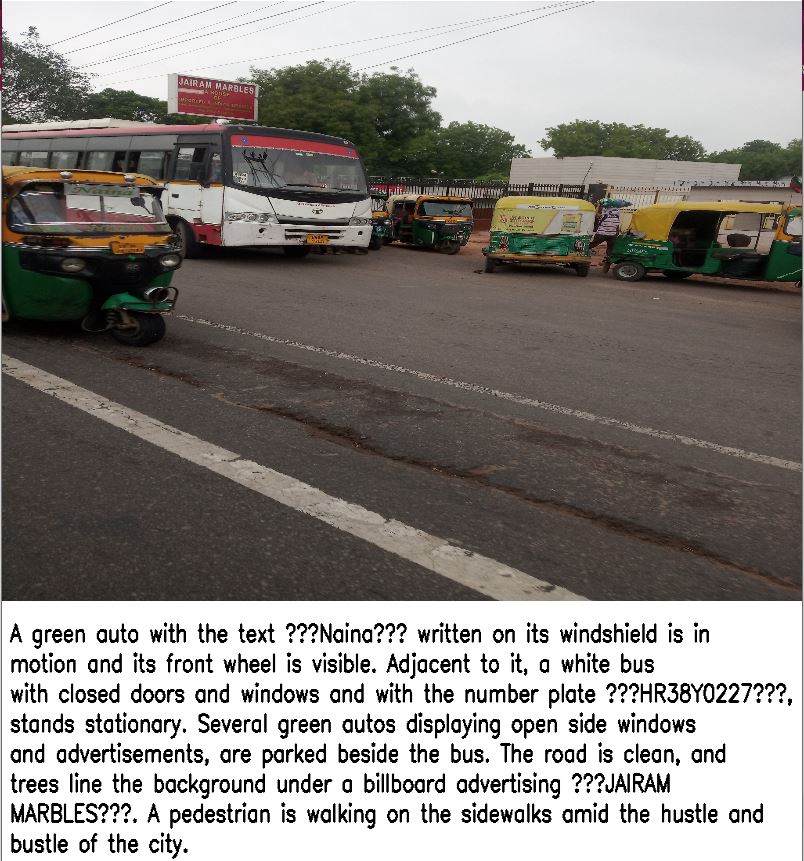 JAIRAM MARBLES
A HOUSE
OF
A green auto with the text ???Naina??? written on its windshield is in
motion and its front wheel is visible. Adjacent to it, a white bus
with closed doors and windows and with the number plate ???HR38Y0227???,
stands stationary. Several green autos displaying open side windows
and advertisements, are parked beside the bus. The road is clean, and
trees line the background under a billboard advertising ???JAIRAM
MARBLES???. A pedestrian is walking on the sidewalks amid the hustle and
bustle of the city.